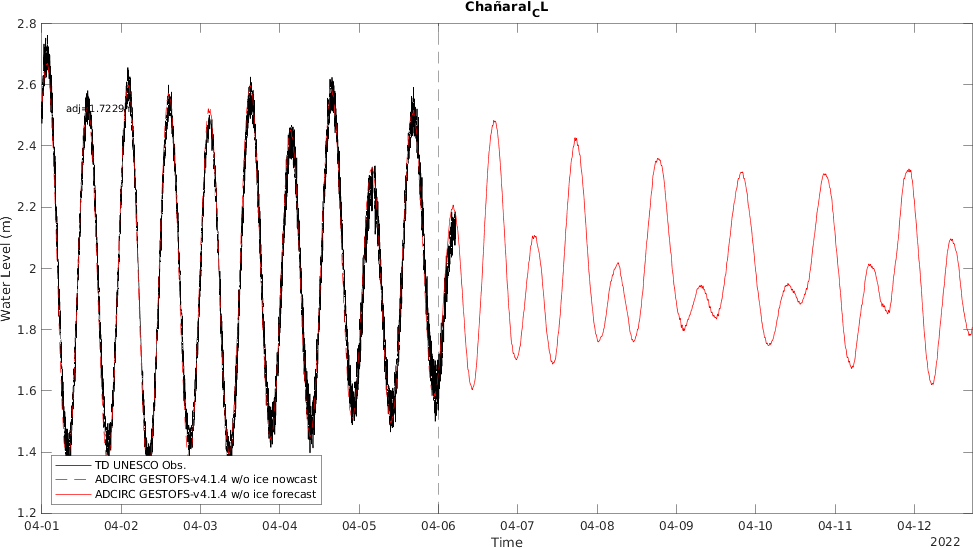 Chañaral_CL
2.8
2.6
2.4
2.2
2
1.8
1.6
1.4
1.2
Water Level (m)
adj=1.7229
TD UNESCO Obs.
ADCIRC GESTOFS-v4.1.4 w/o ice nowcast
ADCIRC GESTOFS-v4.1.4 w/o ice forecast
04-01 04-02 04-03 04-04 04-05 04-06 04-07 04-08 04-09 04-10 04-11 04-12
Time
2022